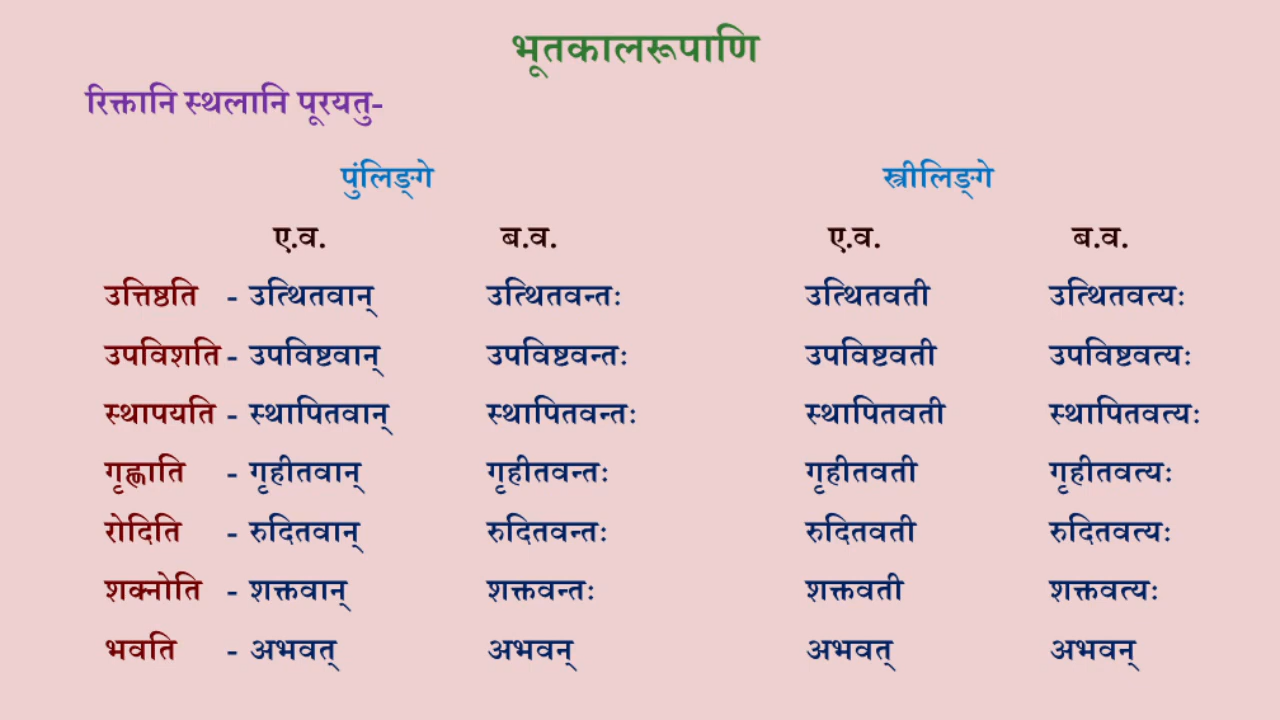 भूतकालरूपाणि
रिक्तानि स्थलानि पूरयतु-
पुंलिङ्गे स्त्रीलिङ्गे
ए.व. ब.व. ए.व. ब.व.
उत्तिष्ठति - उत्थितवान् उत्थितवन्तः उत्थितवती उत्थितवत्यः
उपविशति - उपविष्टवान् उपविष्टवन्तः उपविष्टवती उपविष्टवत्यः
स्थापयति - स्थापितवान् स्थापितवन्तः स्थापितवती स्थापितवत्यः
गृह्णाति - गृहीतवान् गृहीतवन्तः गृहीतवती गृहीतवत्यः
रोदिति - रुदितवान् रुदितवन्तः रुदितवती रुदितवत्यः
शक्नोति - शक्तवान् शक्तवन्तः शक्तवती शक्तवत्यः
भवति - अभवत् अभवन् अभवत् अभवन्